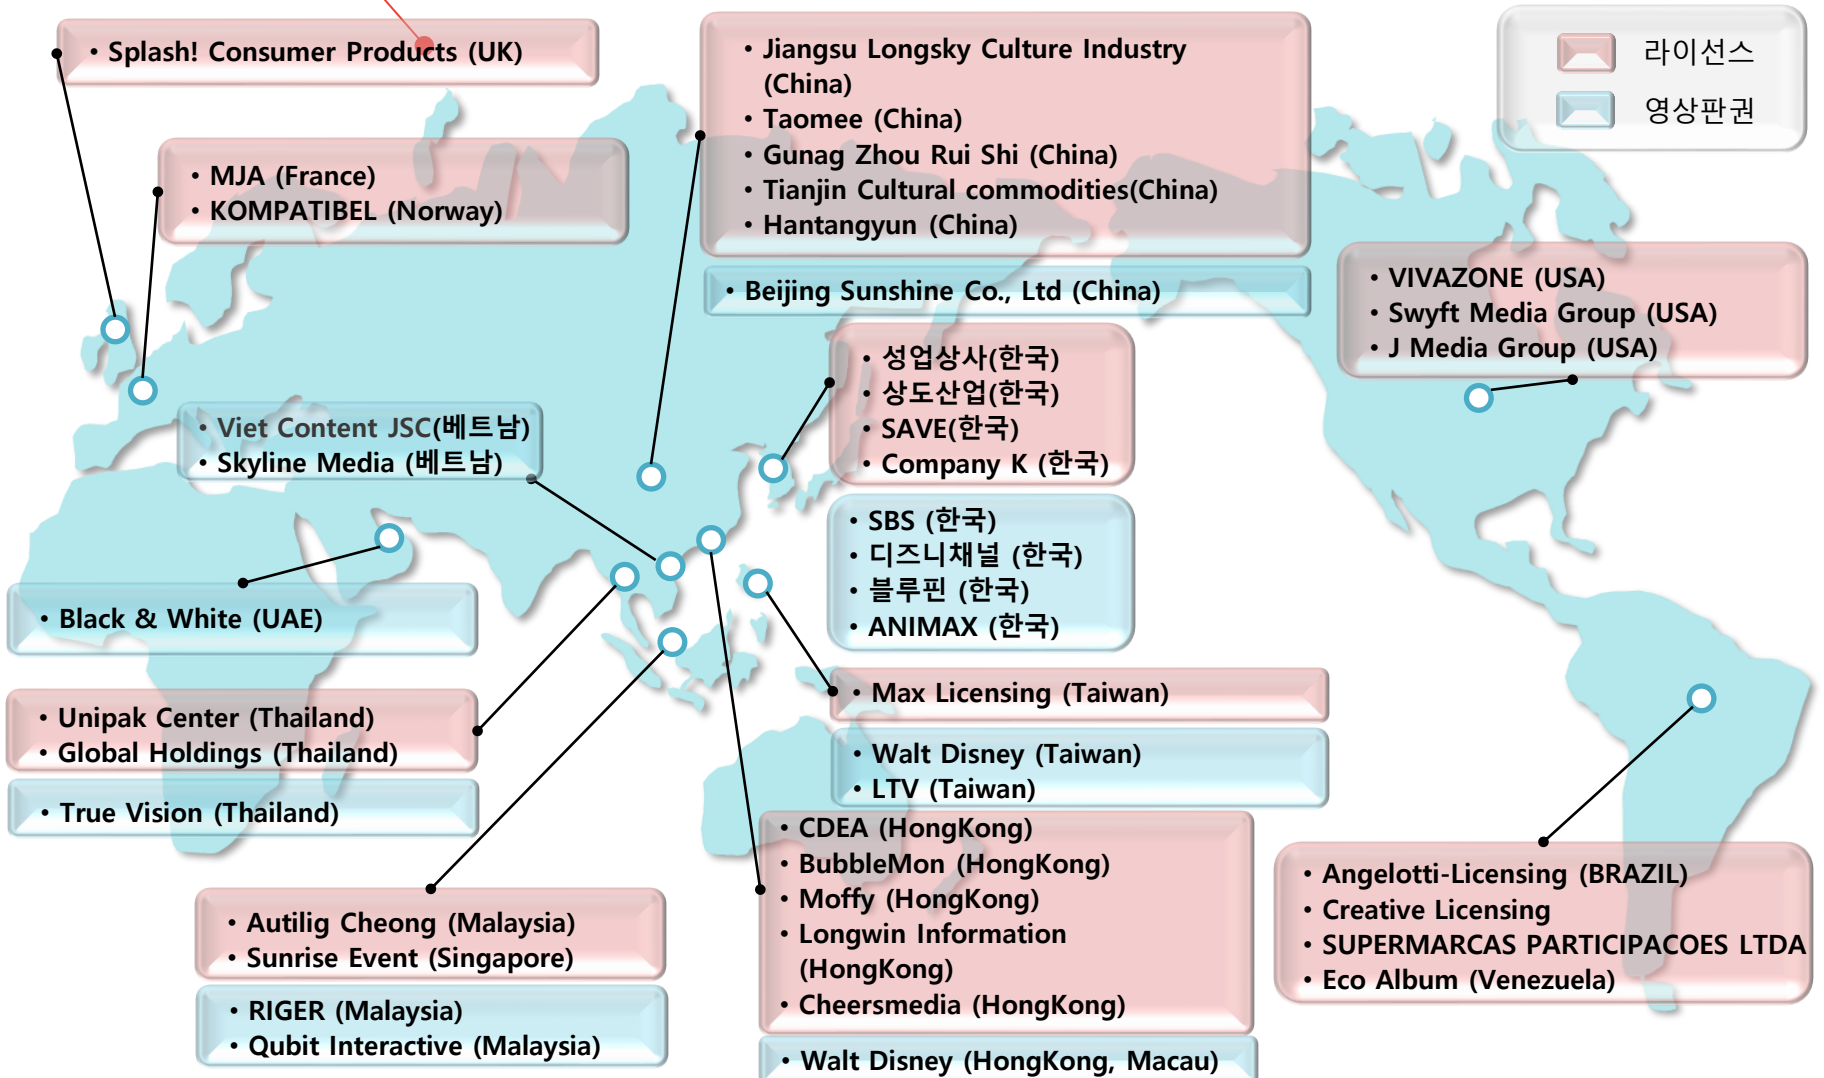 • Splash! Consumer Products (UK)
• MJA (France)
• KOMPATIBEL (Norway)
• Jiangsu Longsky Culture Industry
(China)
• Taomee (China)
• Gunag Zhou Rui Shi (China)
• Tianjin Cultural commodities(China)
• Hantangyun (China)
• Beijing Sunshine Co., Ltd (China)
라이선스
영상판권
• VIVAZONE (USA)
• Swyft Media Group (USA)
• J Media Group (USA)
• 성업상사(한국)
• 상도산업(한국)
• SAVE(한국)
• Company K (한국)
• Viet Content JSC(베트남)
• Skyline Media (베트남)
• SBS (한국)
• 디즈니채널 (한국)
• 블루핀 (한국)
• ANIMAX (한국)
• Black & White (UAE)
• Unipak Center (Thailand)
• Global Holdings (Thailand)
• True Vision (Thailand)
• Max Licensing (Taiwan)
• Walt Disney (Taiwan)
• LTV (Taiwan)
• CDEA (HongKong)
• BubbleMon (HongKong)
• Moffy (HongKong)
• Longwin Information
(HongKong)
• Cheersmedia (HongKong)
• Walt Disney (HongKong, Macau)
• Autilig Cheong (Malaysia)
• Sunrise Event (Singapore)
• RIGER (Malaysia)
• Qubit Interactive (Malaysia)
• Angelotti-Licensing (BRAZIL)
• Creative Licensing
• SUPERMARCAS PARTICIPACOES LTDA
• Eco Album (Venezuela)